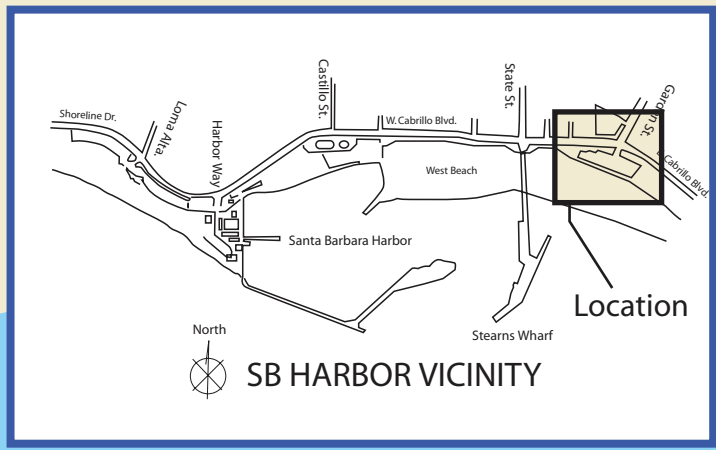 Shoreline Dr.
Loma Alta.
Harbor Way
Castillo St.
W. Cabrillo Blvd.
State St.
Garden St.
E Cabrillo Blvd.
West Beach
Santa Barbara Harbor
Location
Stearns Wharf
North
SB HARBOR VICINITY